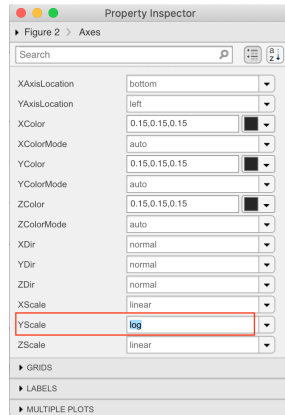 Property Inspector
Figure 2 > Axes
Search
XAxisLocation bottom
YAxisLocation left
XColor 0.15,0.15,0.15
XColorMode auto
YColor 0.15,0.15,0.15
YColorMode auto
ZColor 0.15,0.15,0.15
ZColorMode auto
XDir normal
YDir normal
ZDir normal
XScale linear
YScale log
ZScale linear
GRIDS
LABELS
MULTIPLE PLOTS